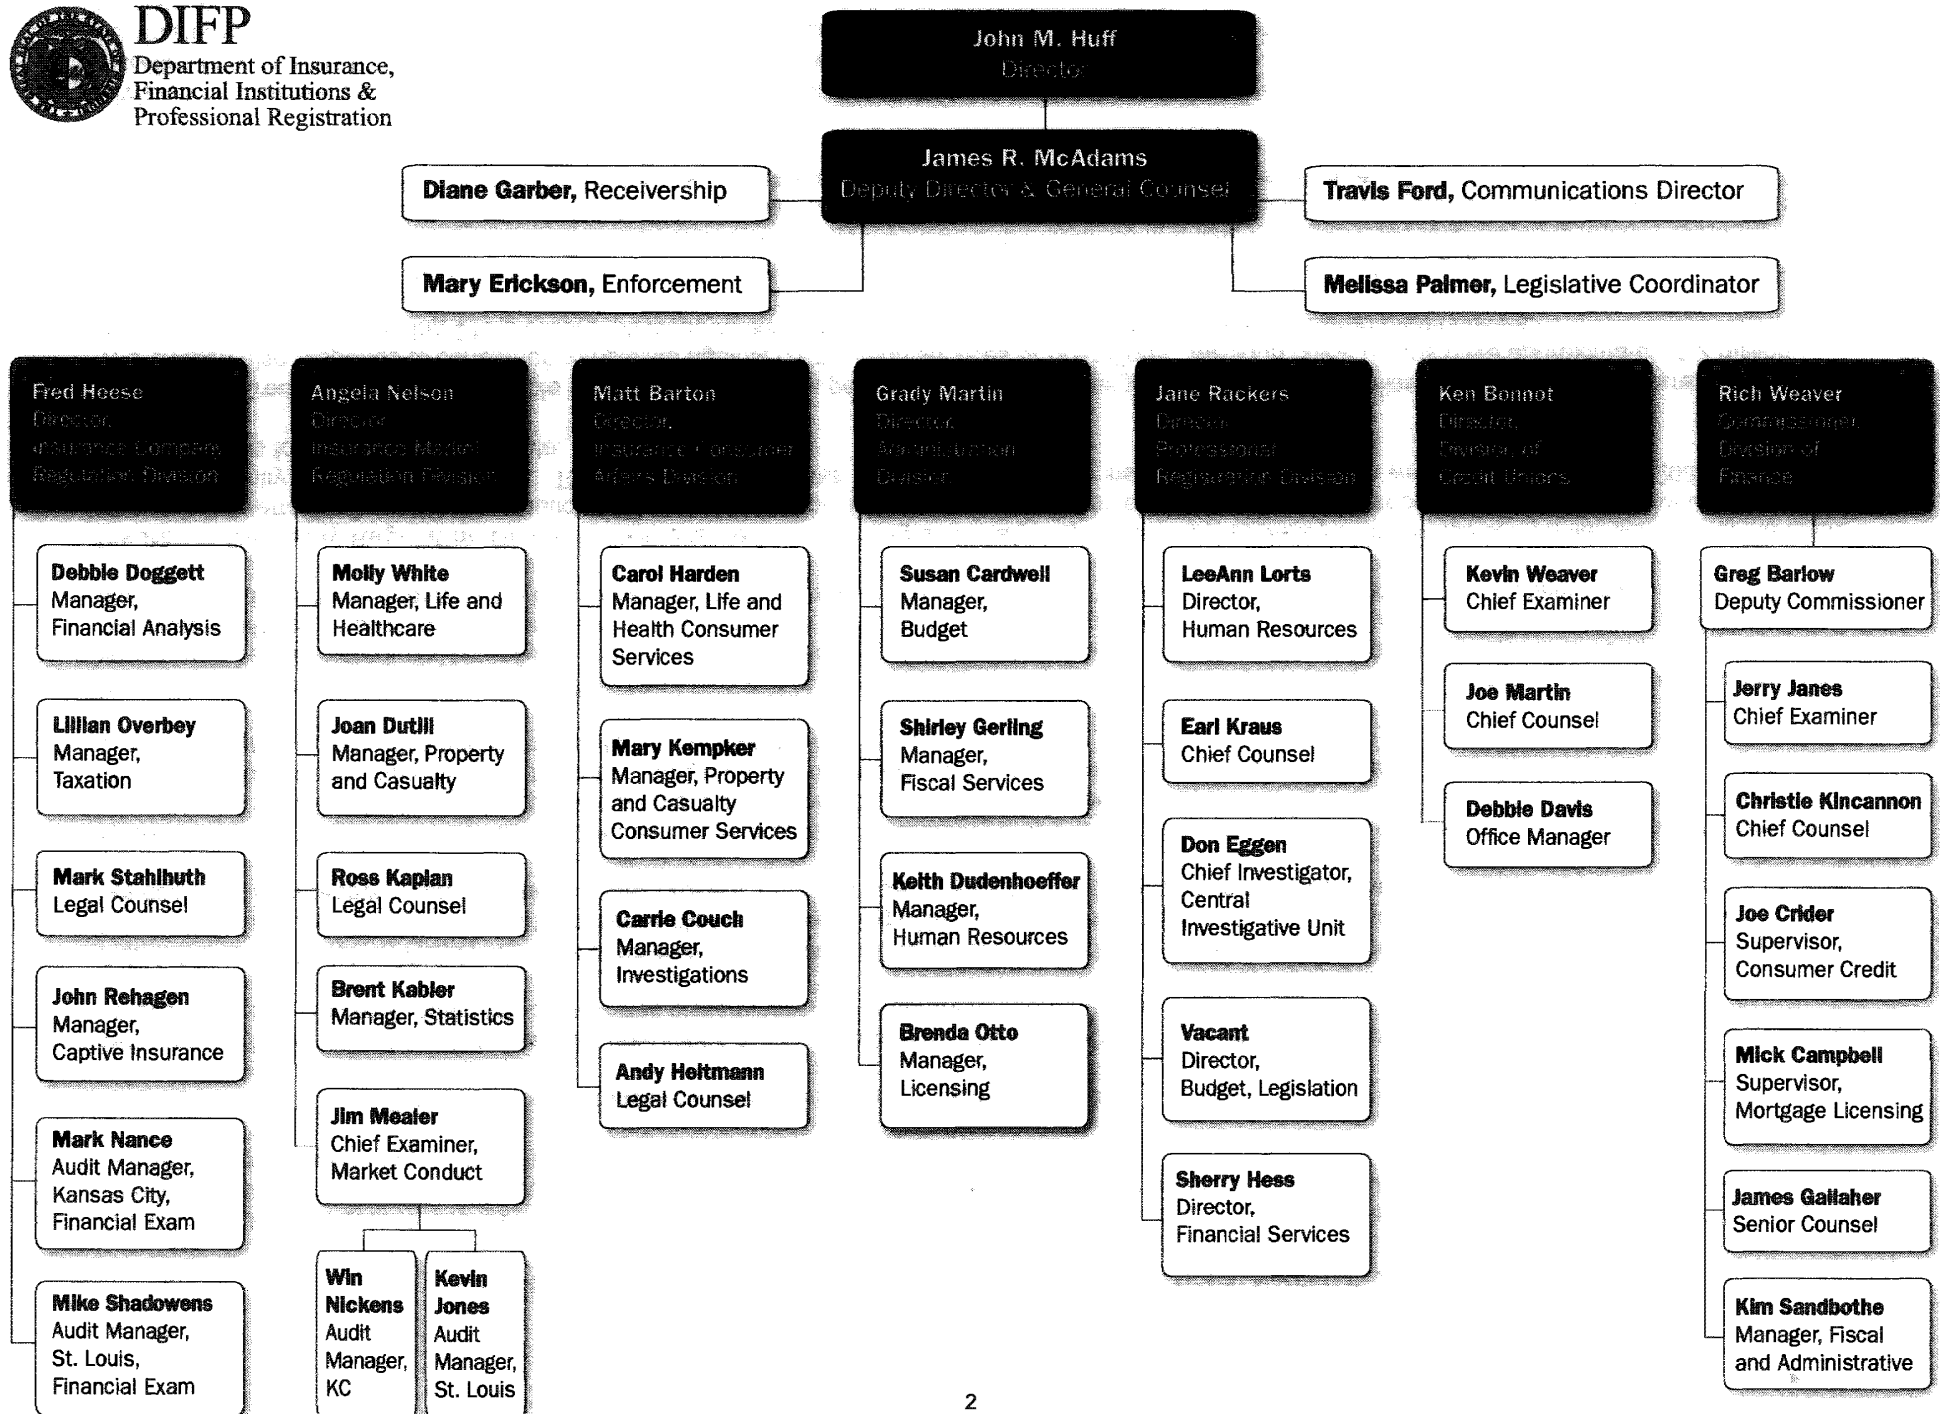 DIFP
Department of Insurance,
Financial Institutions &
Professional Registration
John M. Huff
Director
James R. McAdams
Deputy Director & General Counsel
Diane Garber, Receivership
Travis Ford, Communications Director
Mary Erickson, Enforcement
Melissa Palmer, Legislative Coordinator
Fred Heese
Director,
Insurance Company
Regulation Division
Debbie Doggett
Manager,
Financial Analysis
Lillian Overbey
Manager,
Taxation
Mark Stahlhuth
Legal Counsel
John Rehagen
Manager,
Captive Insurance
Mark Nance
Audit Manager,
Kansas City,
Financial Exam
Mike Shadowens
Audit Manager,
St. Louis,
Financial Exam
Angela Nelson
Director
Insurance Market
Regulation Division
Molly White
Manager, Life and
Healthcare
Joan Dutill
Manager, Property
and Casualty
Ross Kaplan
Legal Counsel
Brent Kabler
Manager, Statistics
Jim Mealer
Chief Examiner,
Market Conduct
Win
Nickens
Audit
Manager,
KC
Kevin
Jones
Audit
Manager,
St. Louis
Matt Barton
Director,
Insurance Consumer
Affairs Division
Carol Harden
Manager, Life and
Health Consumer
Services
Mary Kempker
Manager, Property
and Casualty
Consumer Services
Carrie Couch
Manager,
Investigations
Andy Heitmann
Legal Counsel
Grady Martin
Director,
Administration
Division
Susan Cardwell
Manager,
Budget
Shirley Gerling
Manager,
Fiscal Services
Keith Dudenhoeffer
Manager,
Human Resources
Brenda Otto
Manager,
Licensing
Jane Rackers
Director
Professional
Registration Division
LeeAnn Lorts
Director,
Human Resources
Earl Kraus
Chief Counsel
Don Eggen
Chief Investigator,
Central
Investigative Unit
Vacant
Director,
Budget, Legislation
Sherry Hess
Director,
Financial Services
Ken Bonnot
Director,
Division of
Credit Unions
Kevin Weaver
Chief Examiner
Joe Martin
Chief Counsel
Debbie Davis
Office Manager
Rich Weaver
Commissioner,
Division of
Finance
Greg Barlow
Deputy Commissioner
Jerry Janes
Chief Examiner
Christie Kincannon
Chief Counsel
Joe Crider
Supervisor,
Consumer Credit
Mick Campbell
Supervisor,
Mortgage Licensing
James Gallaher
Senior Counsel
Kim Sandbothe
Manager, Fiscal
and Administrative
2